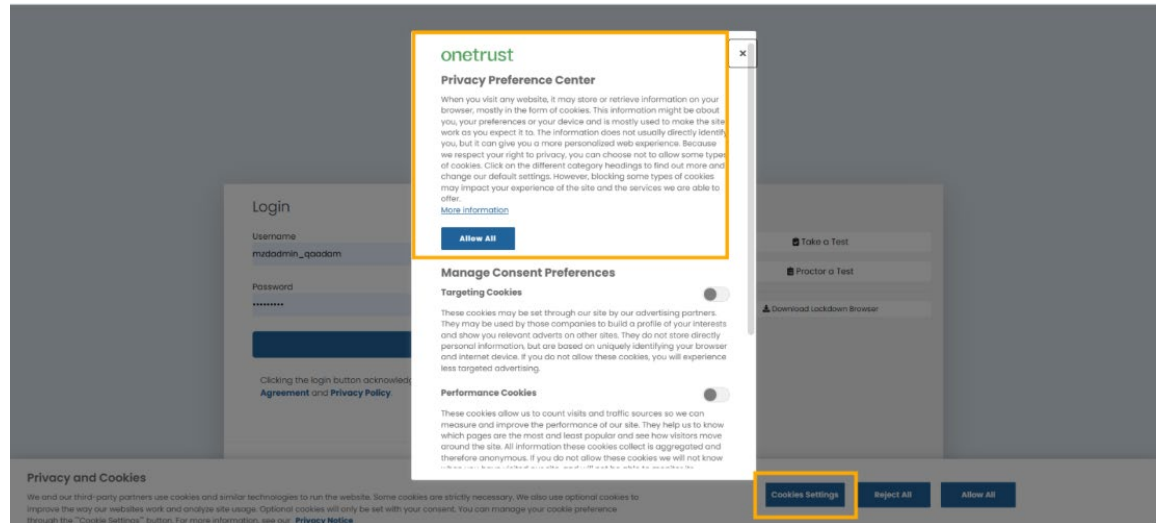 onetrust
×
Privacy Preference Center
When you visit any website, it may store or retrieve information on your
browser, mostly in the form of cookies. This information might be about
you, your preferences or your device and is mostly used to make the site
work as you expect it to. The information does not usually directly identify
you, but it can give you a more personalized web experience. Because
we respect your right to privacy, you can choose not to allow some types
of cookies. Click on the different category headings to find out more and
change our default settings. However, blocking some types of cookies
may impact your experience of the site and the services we are able to
offer.
More information
Allow All
Manage Consent Preferences
Targeting Cookies
These cookies may be set through our site by our advertising partners.
They may be used by those companies to build a profile of your interests
and show you relevant adverts on other sites. They do not store directly
personal information, but are based on uniquely identifying your browser
and internet device. If you do not allow these cookies, you will experience
less targeted advertising.
Performance Cookies
These cookies allow us to count visits and traffic sources so we can
measure and improve the performance of our site. They help us to know
which pages are the most and least popular and see how visitors move
around the site. All information these cookies collect is aggregated and
therefore anonymous. If you do not allow these cookies we will not know
when you have visited our site, and will not be able to monitor its
Login
Username
mzdadmin_qaadam
Password
•••••••••
Clicking the login button acknowled
Agreement and Privacy Policy.
Take a Test
Proctor a Test
Download Lockdown Browser
Privacy and Cookies
We and our third-party partners use cookies and similar technologies to run the website. Some cookies are strictly necessary. We also use optional cookies to
improve the way our websites work and analyze site usage. Optional cookies will only be set with your consent. You can manage your cookie preference
through the "Cookie Settings" button. For more information, see our Privacy Notice
Cookies Settings
Reject All
Allow All